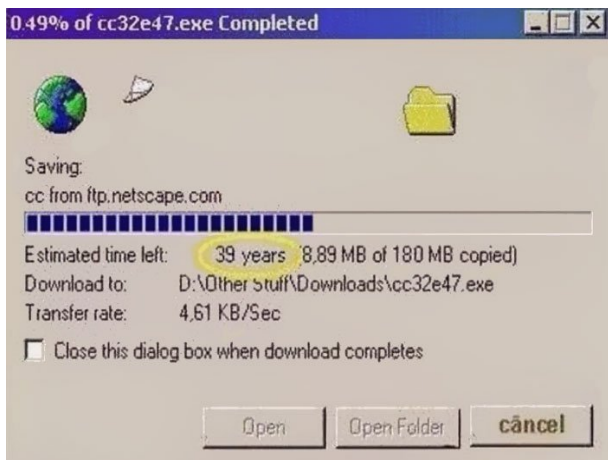 0.49% of cc32e47.exe Completed
Saving:
cc from ftp.netscape.com
Estimated time left: 39 years (8,89 MB of 180 MB copied)
Download to: D:\Other Stuff\Downloads\cc32e47.exe
Transfer rate: 4,61 KB/Sec
Close this dialog box when download completes
Open Open Folder câncel